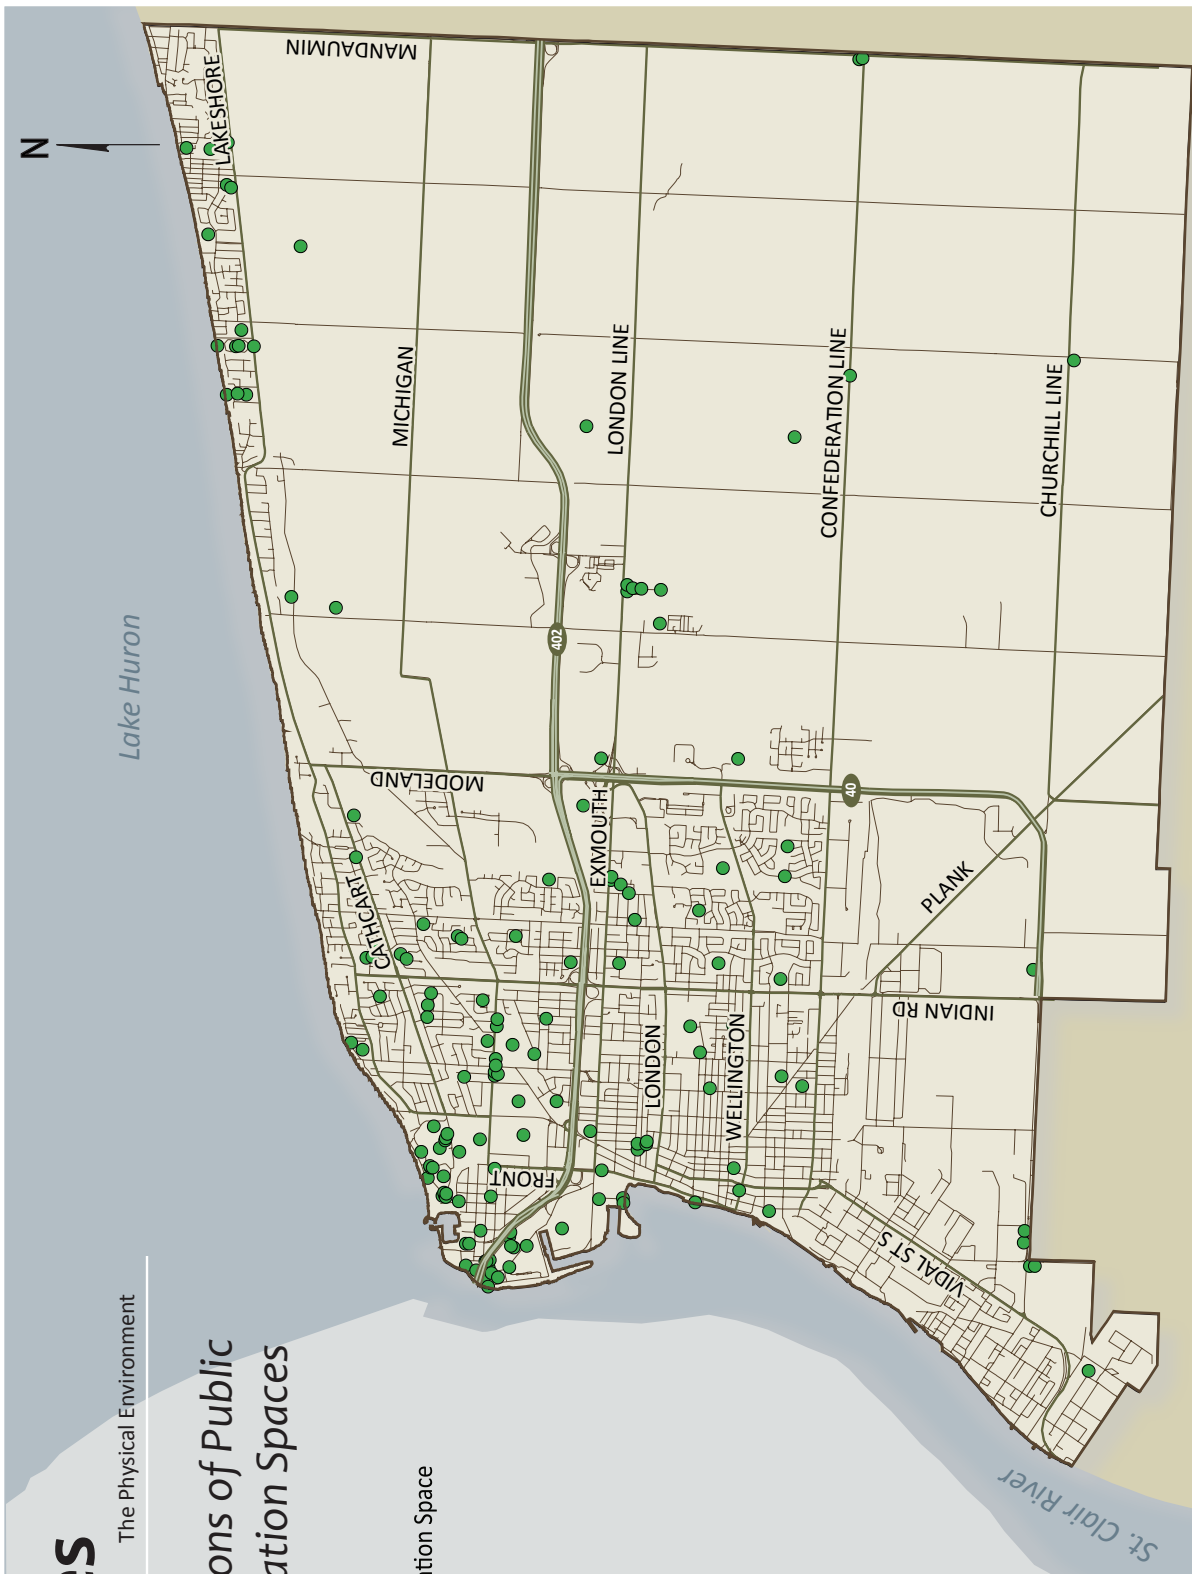 es
The Physical Environment
ons of Public
ation Spaces
ation Space
N
Lake Huron
St. Clair River
LAKESHORE
MANDAUMIN
MICHIGAN
LONDON LINE
CONFEDERATION LINE
CHURCHILL LINE
402
MODELAND
EXMOUTH
40
CATHCART
PLANK
INDIAN RD
LONDON
WELLINGTON
FRONT
VIDAL ST S